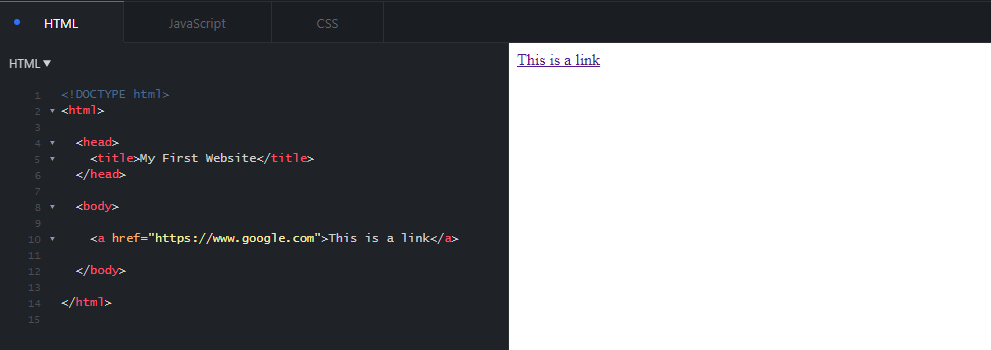 HTML JavaScript CSS
HTML ▼
This is a link
1 <!DOCTYPE html>
2 ▾ <html>
3
4 ▾ <head>
5 ▾ <title>My First Website</title>
6 </head>
7
8 ▾ <body>
9
10 ▾ <a href="https://www.google.com">This is a link</a>
11
12 </body>
13
14 </html>
15